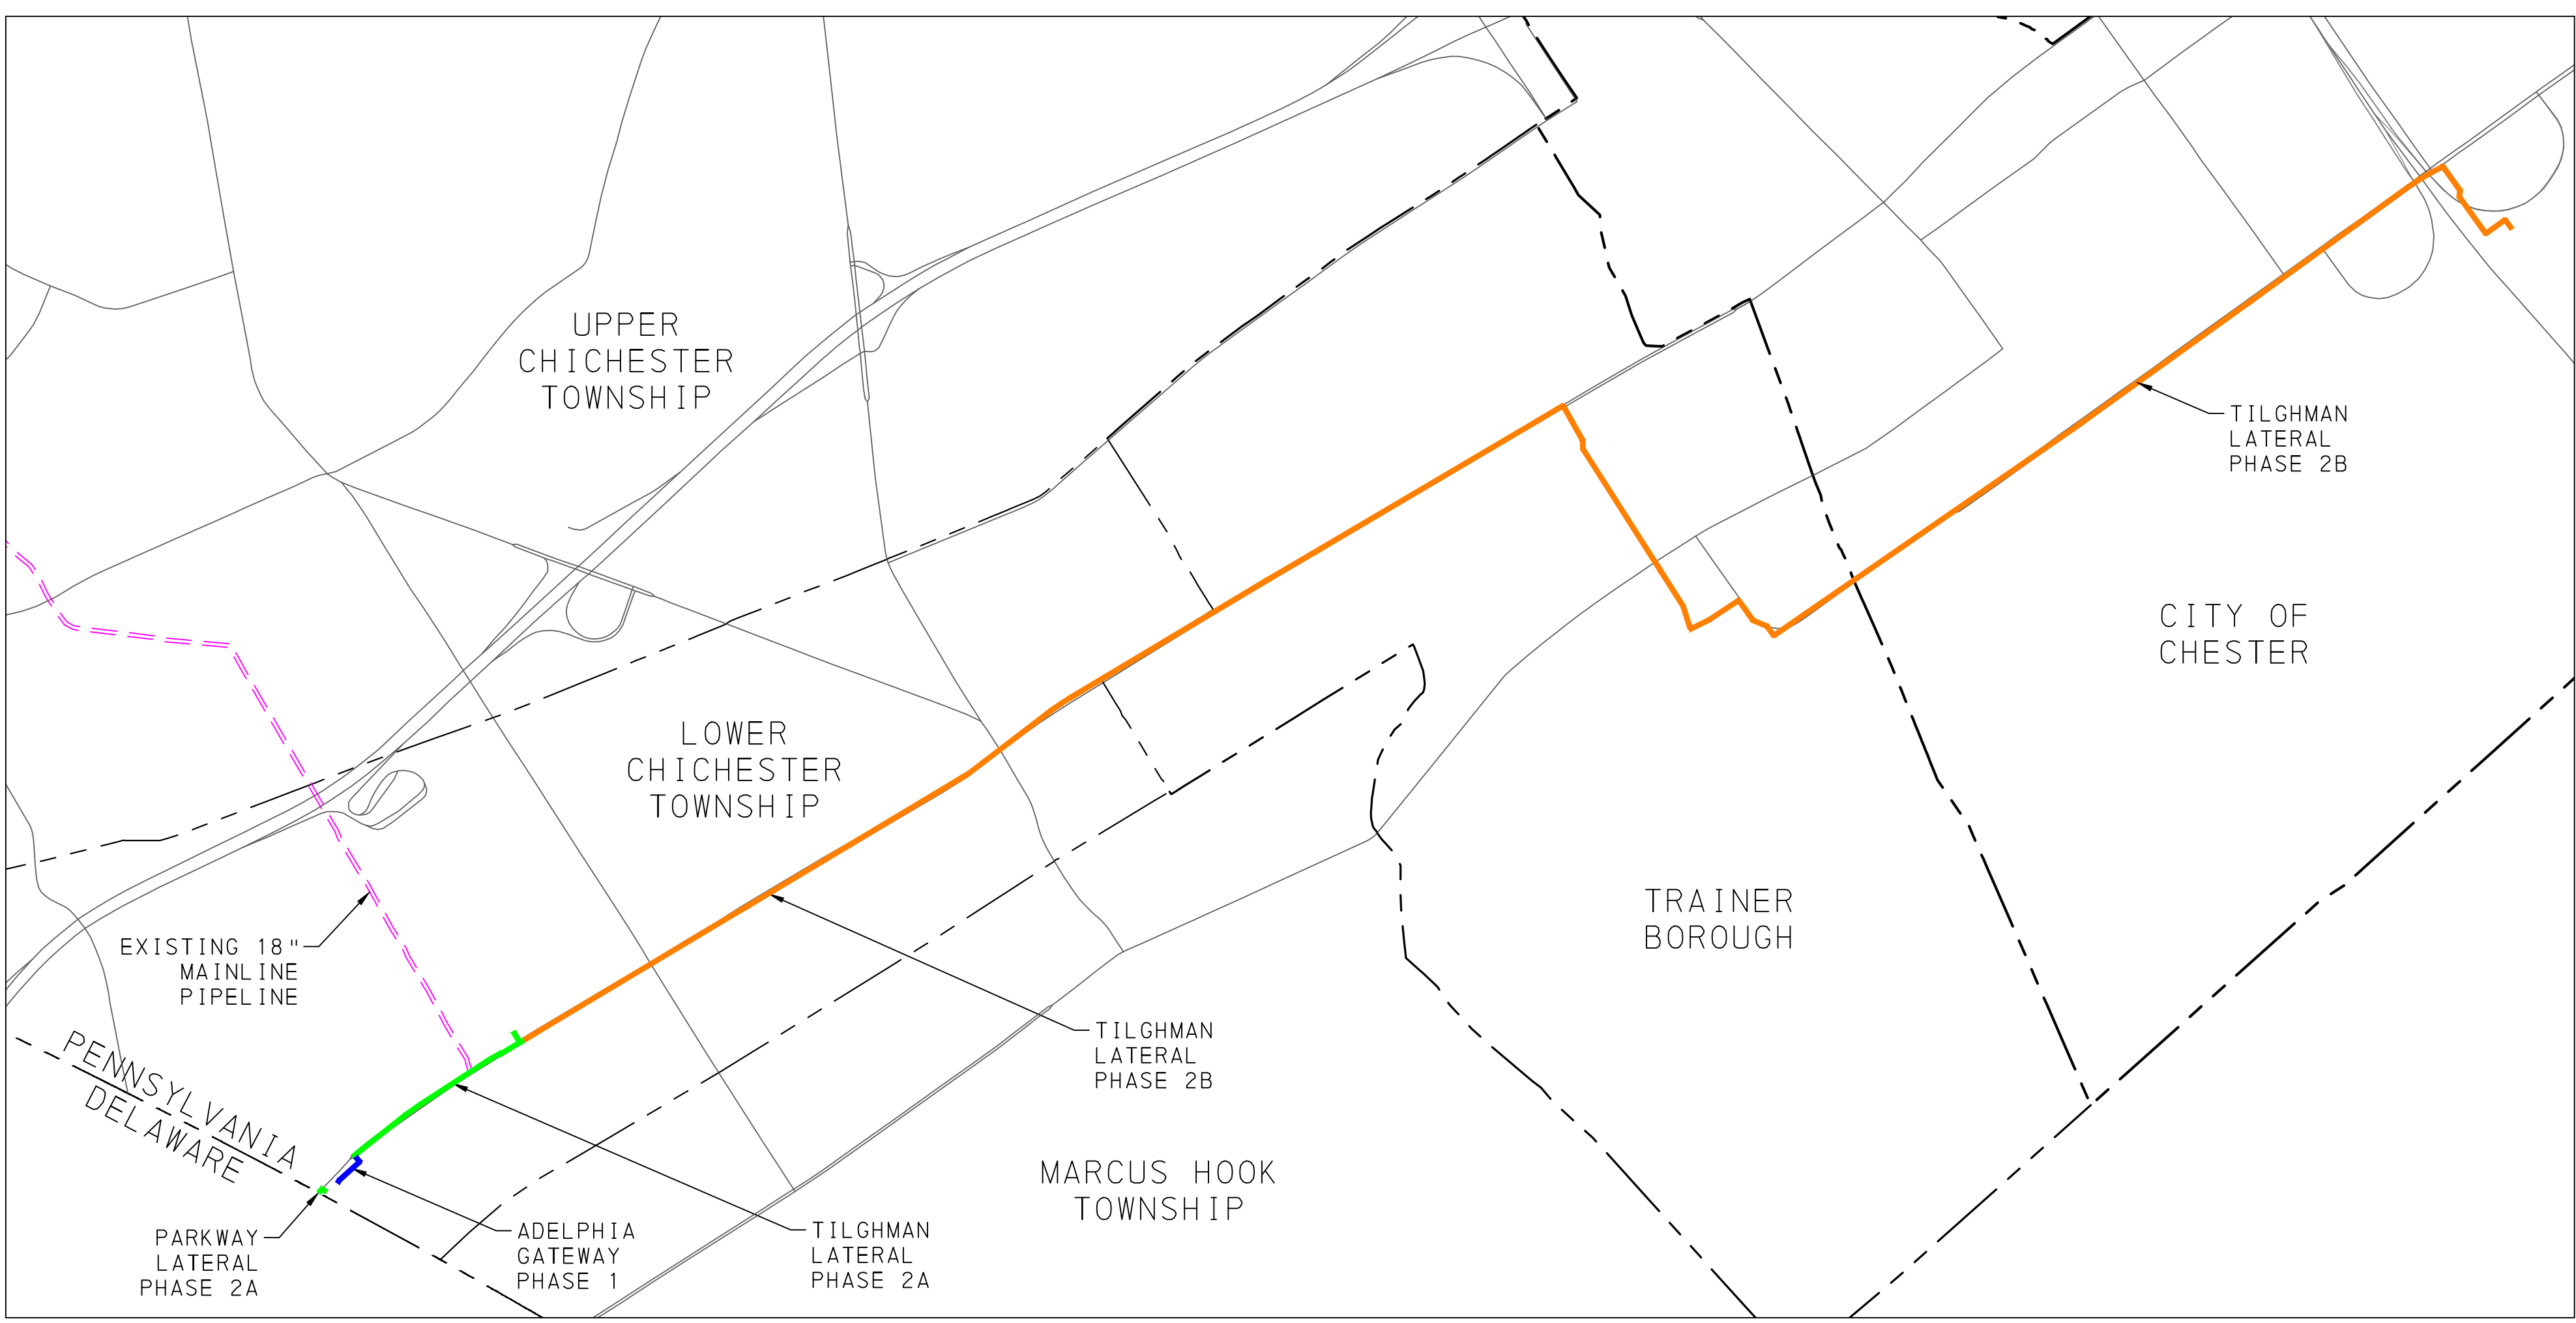 UPPER
CHICHESTER
TOWNSHIP
TILGHMAN
LATERAL
PHASE 2B
CITY OF
CHESTER
LOWER
CHICHESTER
TOWNSHIP
TRAINER
BOROUGH
EXISTING 18"
MAINLINE
PIPELINE
TILGHMAN
LATERAL
PHASE 2B
PENNSYLVANIA
DELAWARE
MARCUS HOOK
TOWNSHIP
PARKWAY
LATERAL
PHASE 2A
ADELPHIA
GATEWAY
PHASE 1
TILGHMAN
LATERAL
PHASE 2A